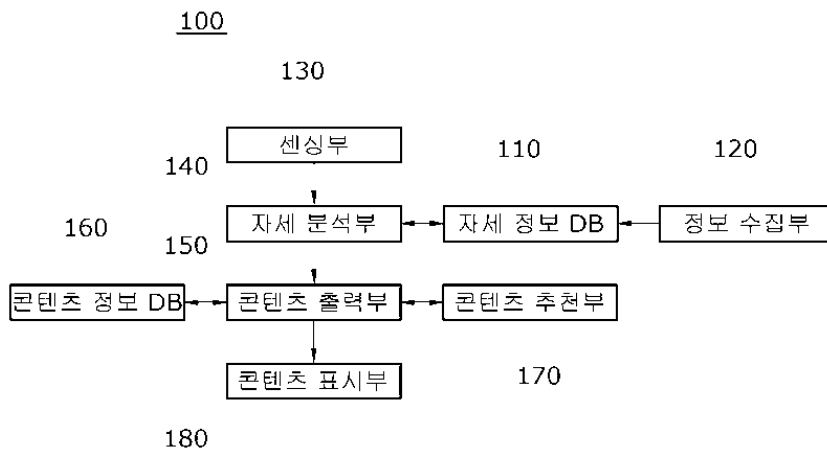 100
130
센싱부
140
110
120
자세 분석부
자세 정보 DB
정보 수집부
160
150
콘텐츠 정보 DB
콘텐츠 출력부
콘텐츠 추천부
콘텐츠 표시부
170
180